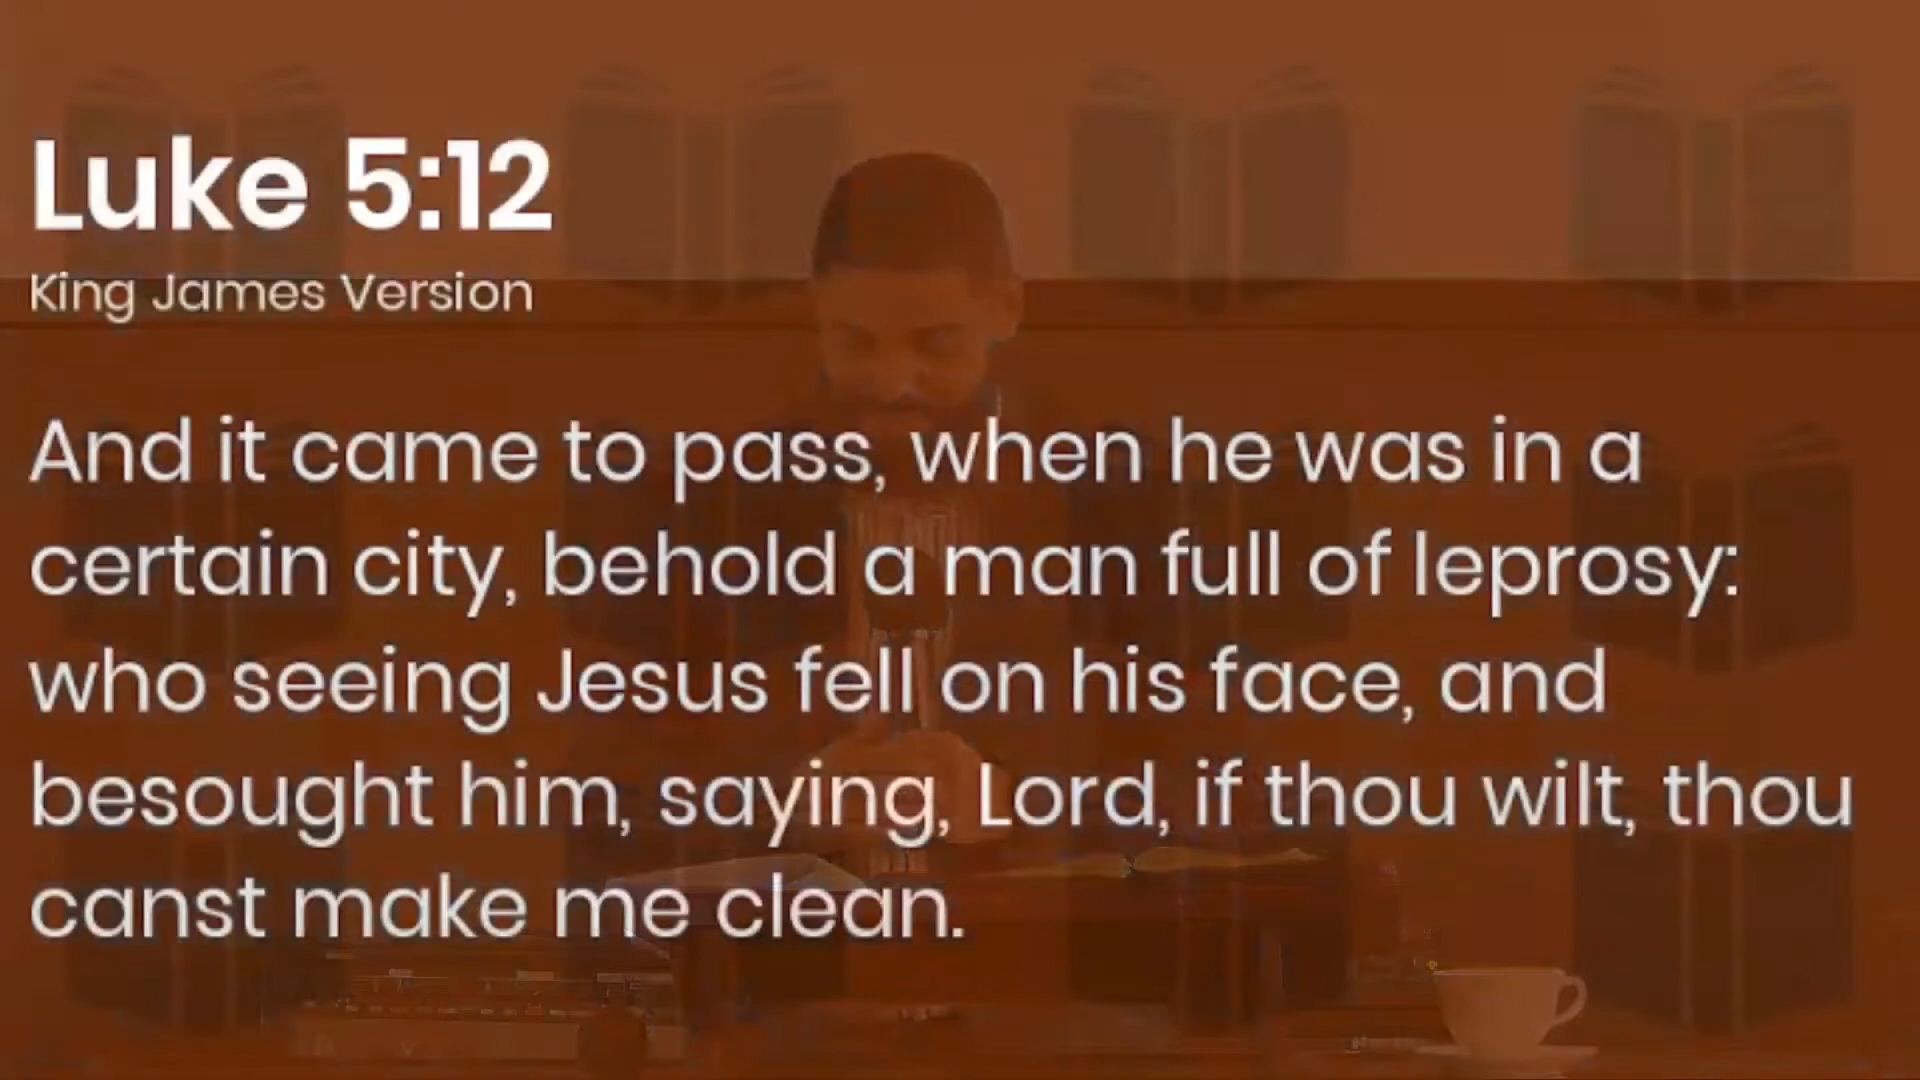 Luke 5:12
King James Version
And it came to pass, when he was in a
certain city, behold a man full of leprosy:
who seeing Jesus fell on his face, and
besought him, saying, Lord, if thou wilt, thou
canst make me clean.